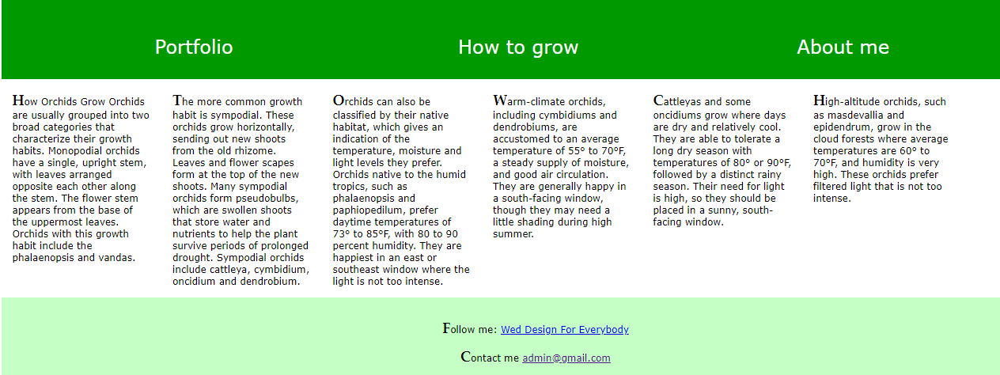 Portfolio
How to grow
About me
How Orchids Grow Orchids
are usually grouped into two
broad categories that
characterize their growth
habits. Monopodial orchids
have a single, upright stem,
with leaves arranged
opposite each other along
the stem. The flower stem
appears from the base of
the uppermost leaves.
Orchids with this growth
habit include the
phalaenopsis and vandas.
The more common growth
habit is sympodial. These
orchids grow horizontally,
sending out new shoots
from the old rhizome.
Leaves and flower scapes
form at the top of the new
shoots. Many sympodial
orchids form pseudobulbs,
which are swollen shoots
that store water and
nutrients to help the plant
survive periods of prolonged
drought. Sympodial orchids
include cattleya, cymbidium,
oncidium and dendrobium.
Orchids can also be
classified by their native
habitat, which gives an
indication of the
temperature, moisture and
light levels they prefer.
Orchids native to the humid
tropics, such as
phalaenopsis and
paphiopedilum, prefer
daytime temperatures of
73° to 85°F, with 80 to 90
percent humidity. They are
happiest in an east or
southeast window where the
light is not too intense.
Warm-climate orchids,
including cymbidiums and
dendrobiums, are
accustomed to an average
temperature of 55° to 70°F,
a steady supply of moisture,
and good air circulation.
They are generally happy in
a south-facing window,
though they may need a
little shading during high
summer.
Cattleyas and some
oncidiums grow where days
are dry and relatively cool.
They are able to tolerate a
long dry season with
temperatures of 80° or 90°F,
followed by a distinct rainy
season. Their need for light
is high, so they should be
placed in a sunny, south-
facing window.
High-altitude orchids, such
as masdevallia and
epidendrum, grow in the
cloud forests where average
temperatures are 60° to
70°F, and humidity is very
high. These orchids prefer
filtered light that is not too
intense.
Follow me: Wed Design For Everybody
Contact me admin@gmail.com